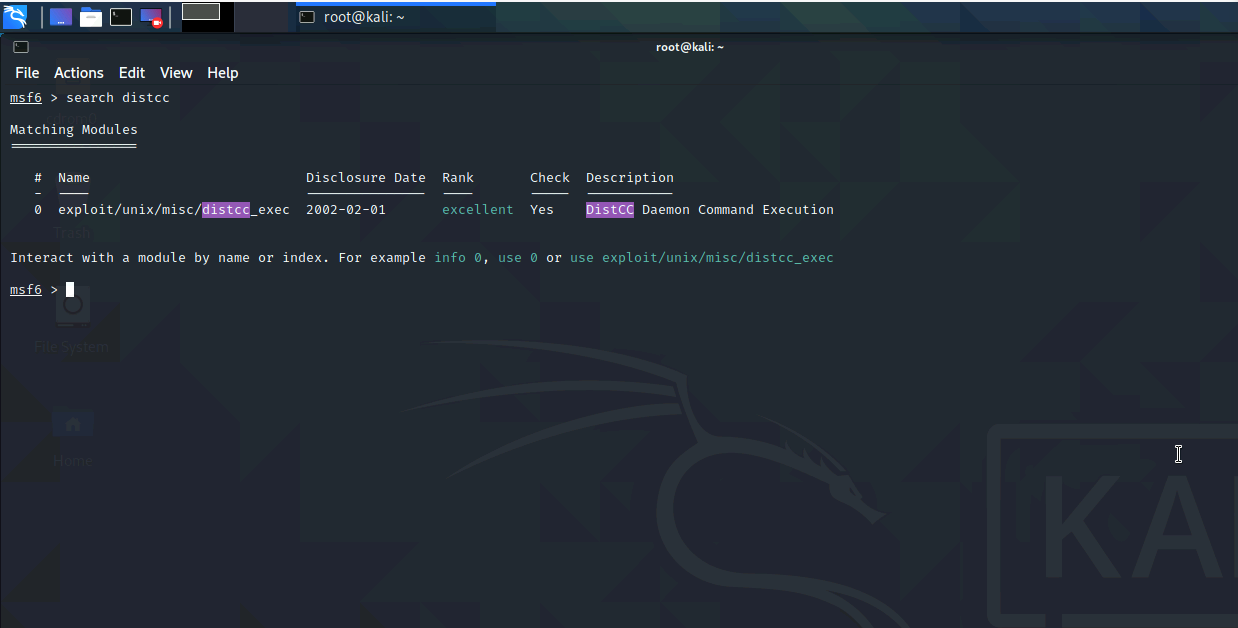 root@kali: ~
root@kali: ~
File Actions Edit View Help
msf6 > search distcc
Matching Modules
================
# Name Disclosure Date Rank Check Description
- ---- --------------- ---- ----- -----------
0 exploit/unix/misc/distcc_exec 2002-02-01 excellent Yes DistCC Daemon Command Execution
Trash
Interact with a module by name or index. For example info 0, use 0 or use exploit/unix/misc/distcc_exec
msf6 >
File System
Home
KA